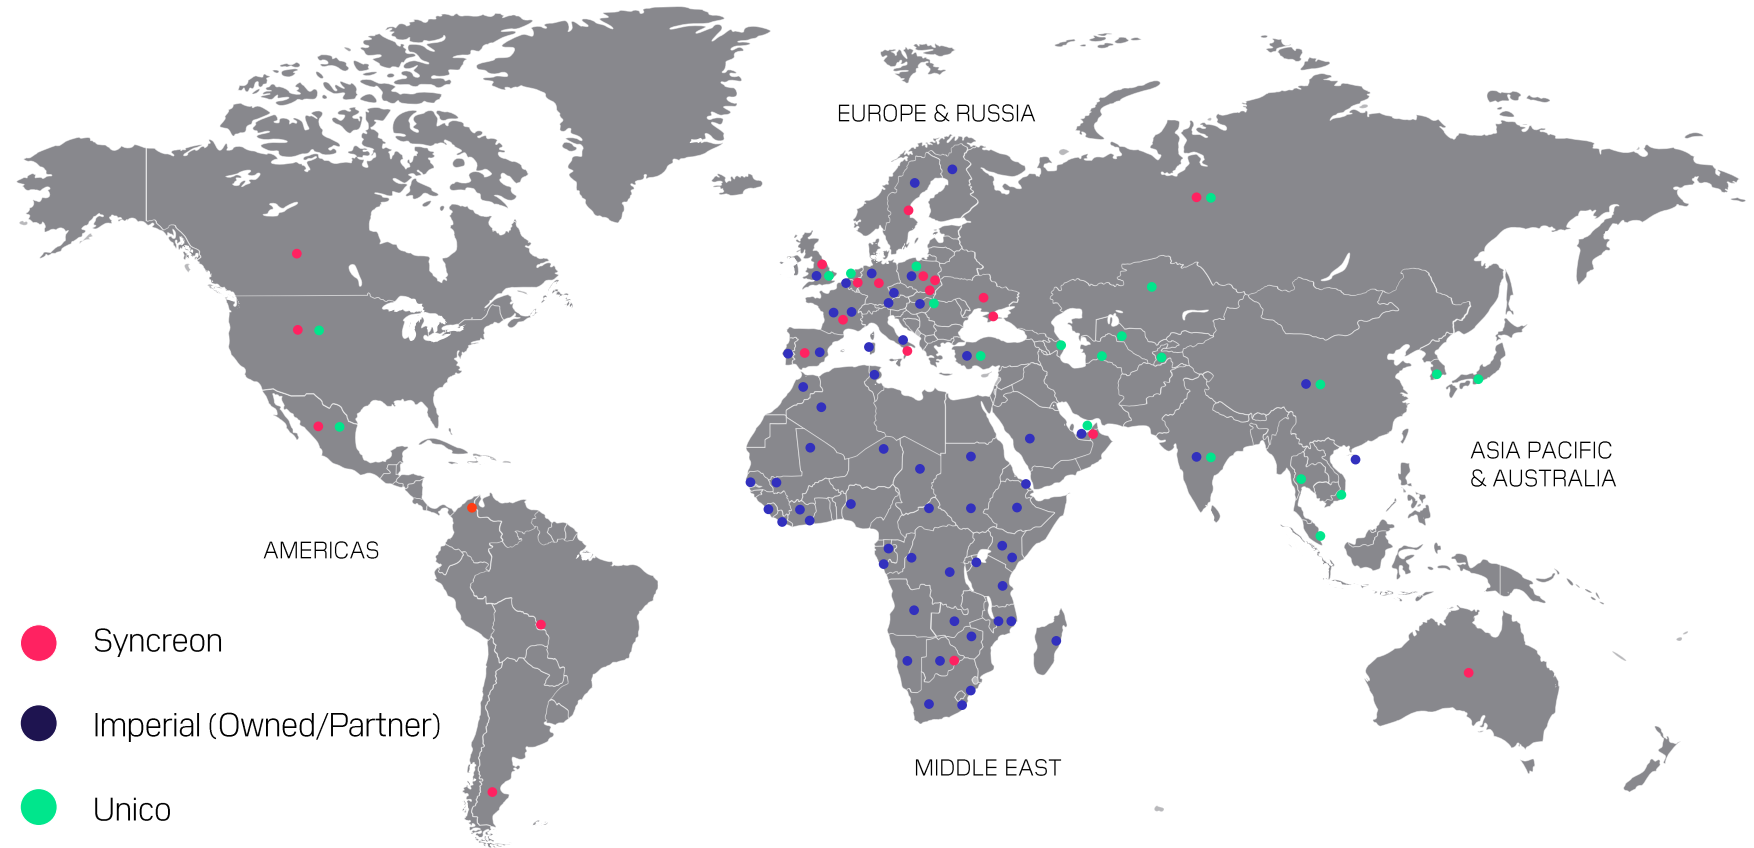 EUROPE & RUSSIA
ASIA PACIFIC
& AUSTRALIA
AMERICAS
MIDDLE EAST
Syncreon
Imperial (Owned/Partner)
Unico